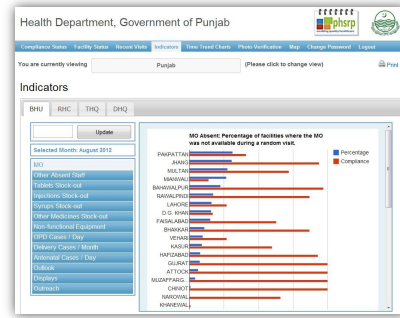 Health Department, Government of Punjab
phsrp
Compliance Status Facility Status Recent Visits Indicators Time Trend Charts Photo Verification Map Change Password Logout
You are currently viewing Punjab (Please click to change view) Print
Indicators
BHU RHC THQ DHQ
Update
Selected Month: August 2012
MO
Other Absent Staff
Tablets Stock-out
Injections Stock-out
Syrups Stock-out
Other Medicines Stock-out
Non-functional Equipment
OPD Cases / Day
Delivery Cases / Month
Antenatal Cases / Day
Outlook
Displays
Outreach
MO Absent: Percentage of facilities where the MO
was not available during a random visit.
Percentage
Compliance
PAKPATTAN
JHANG
MULTAN
MIANWALI
BAHAWALPUR
RAWALPINDI
LAHORE
D.G. KHAN
FAISALABAD
BHAKKAR
VEHARI
KASUR
HAFIZABAD
GUJRAT
ATTOCK
MUZAFFARG.
CHINIOT
NAROWAL
KHANEWAL